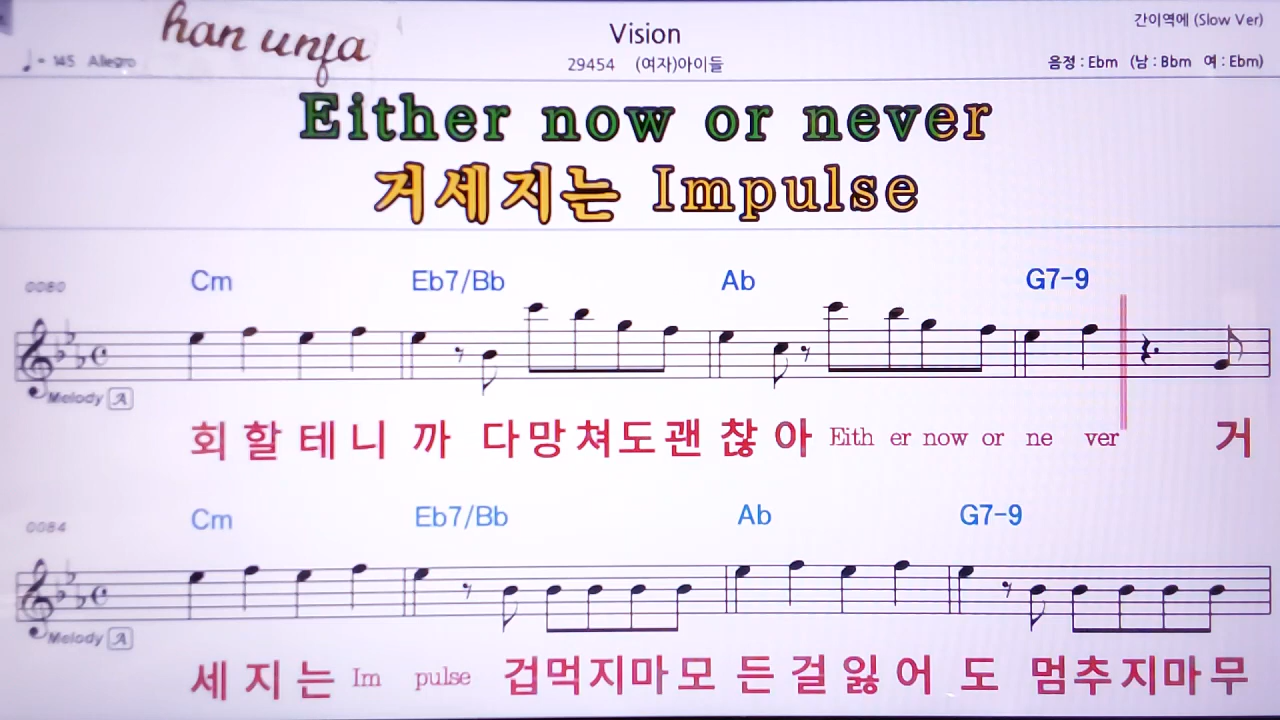 han unja
Vision
간이역에 (Slow Ver)
♩= 145 Allegro
29454 (여자)아이들
음정 : Ebm (남 : Bbm 여 : Ebm)
Either now or never
거세지는 Impulse
0080
Cm Eb7/Bb Ab G7-9
Melody A
회 할 테 니 까 다 망 쳐 도 괜 찮 아 Eith er now or ne ver 거
0084
Cm Eb7/Bb Ab G7-9
Melody A
세 지 는 Im pulse 겁 먹 지 마 모 든 걸 잃 어 도 멈 추 지 마 무